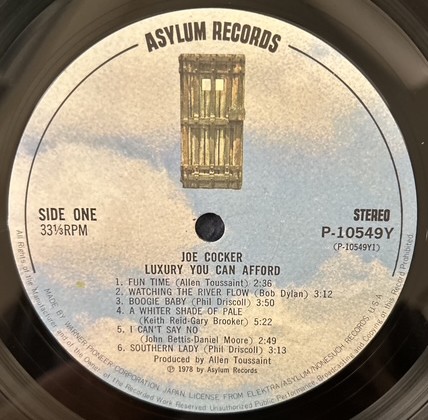 ASYLUM RECORDS
SIDE ONE
33⅓RPM
STEREO
P-10549Y
(P-10549Y1)
JOE COCKER
LUXURY YOU CAN AFFORD
1. FUN TIME (Allen Toussaint) 2:36
2. WATCHING THE RIVER FLOW (Bob Dylan) 3:12
3. BOOGIE BABY (Phil Driscoll) 3:50
4. A WHITER SHADE OF PALE
(Keith Reid-Gary Brooker) 5:22
5. I CAN'T SAY NO
(John Bettis-Daniel Moore) 2:49
6. SOUTHERN LADY (Phil Driscoll) 3:13
Produced by Allen Toussaint
℗ 1978 by Asylum Records
MADE BY WARNER-PIONEER CORPORATION JAPAN, LICENSE FROM ELEKTRA/ASYLUM/NONESUCH RECORDS, U.S.A.
All Rights of the Manufacturer and of the Owner of the Recorded Work Reserved Unauthorized Public Performance Broadcasting and Copying of this Record Prohibited.